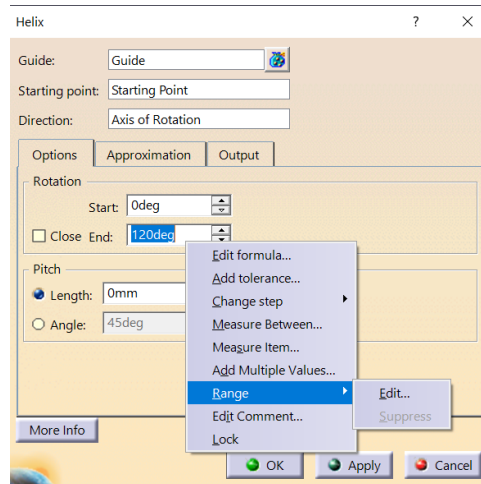 Helix ? ×
Guide: Guide
Starting point: Starting Point
Direction: Axis of Rotation
Options Approximation Output
Rotation
Start: 0deg
Close End: 120deg
Pitch
Length: 0mm
Angle: 45deg
Edit formula...
Add tolerance...
Change step
Measure Between...
Measure Item...
Add Multiple Values...
Range Edit...
Edit Comment... Suppress
Lock
More Info
OK Apply Cancel